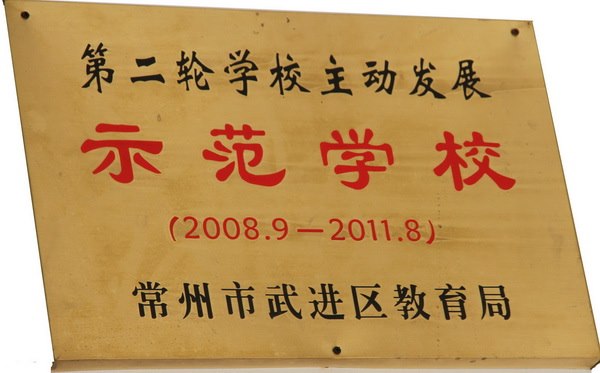 第二轮学校主动发展
示范学校
(2008.9—2011.8)
常州市武进区教育局